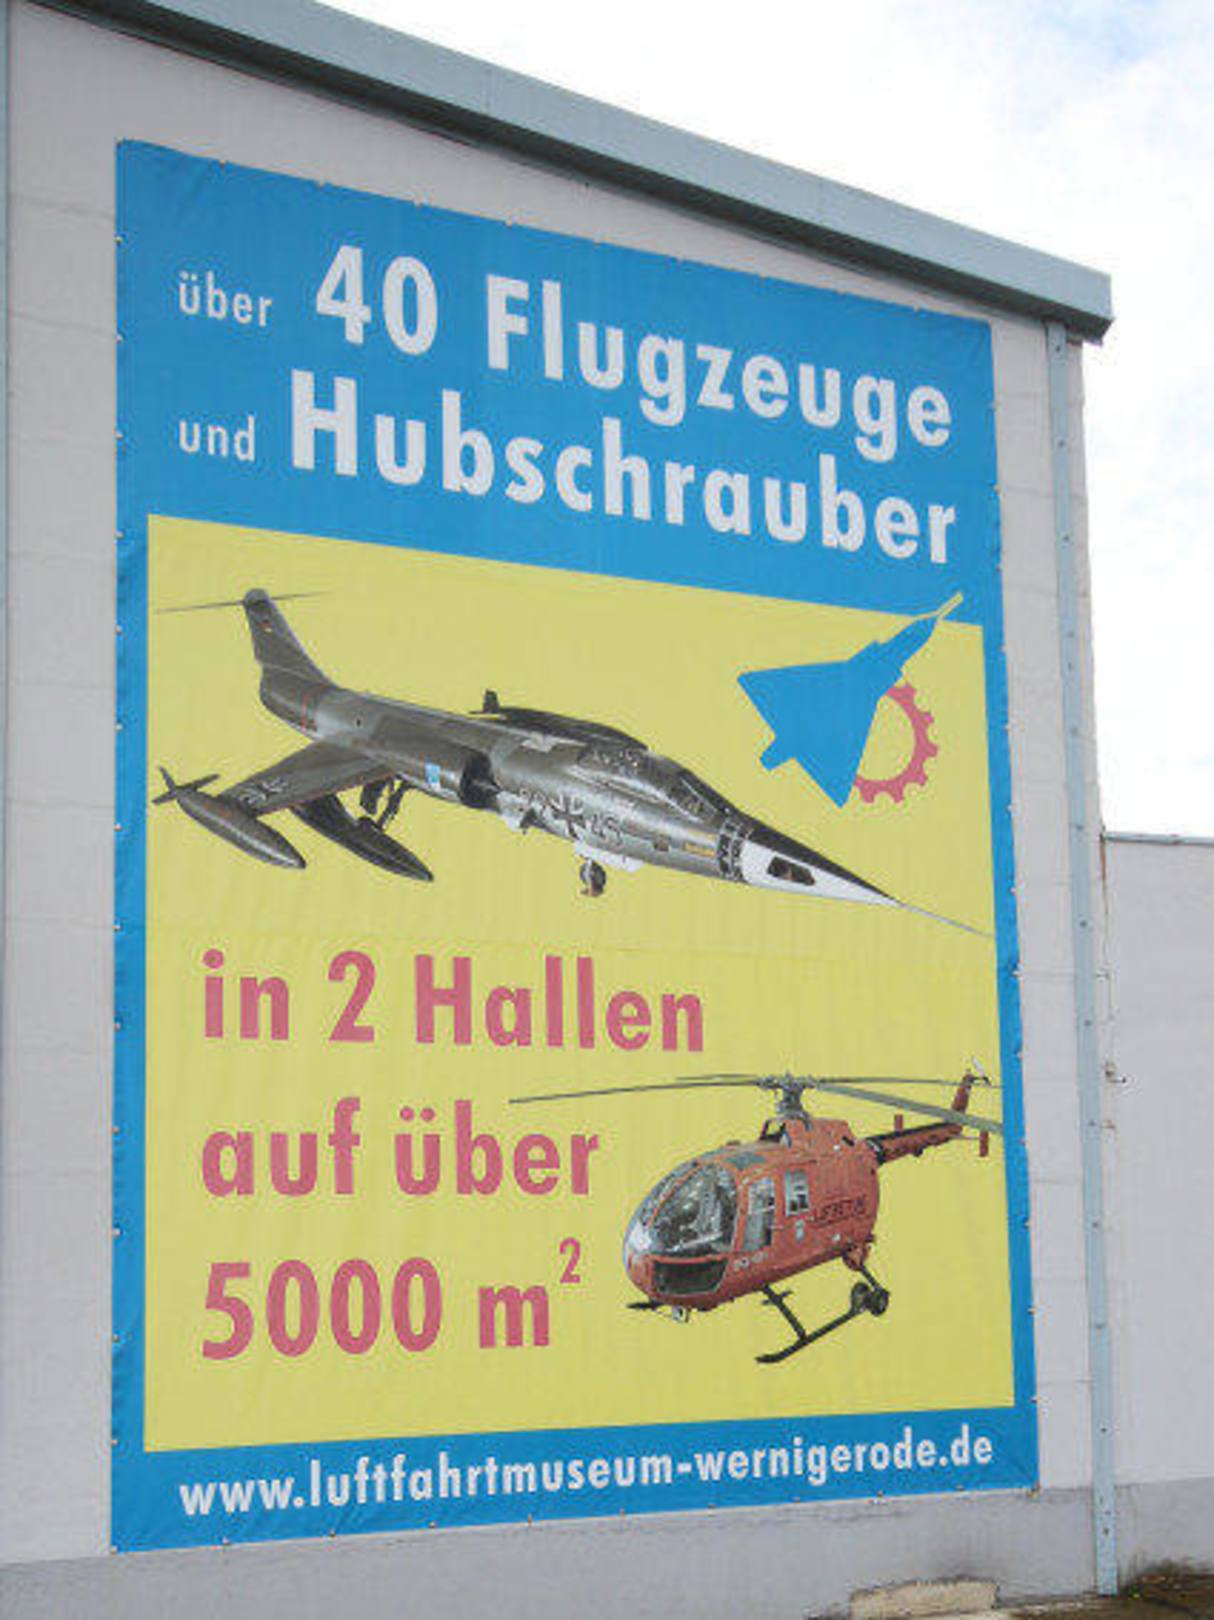 über 40 Flugzeuge
und Hubschrauber
in 2 Hallen
auf über
5000 m²
www.luftfahrtmuseum-wernigerode.de